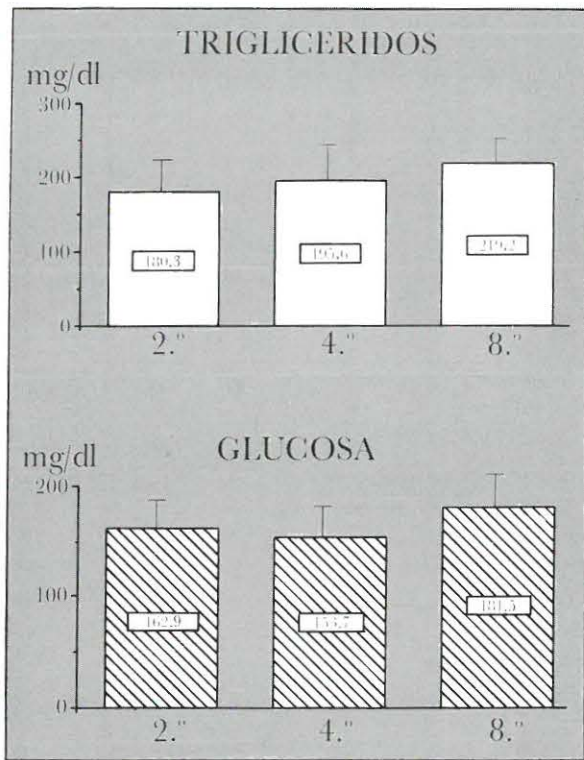 TRIGLICERIDOS
mg/dl
300
200
100
0
180,3
195,6
219,2
2.º 4.º 8.º
GLUCOSA
mg/dl
200
100
0
162,9
153,7
181,5
2.º 4.º 8.º